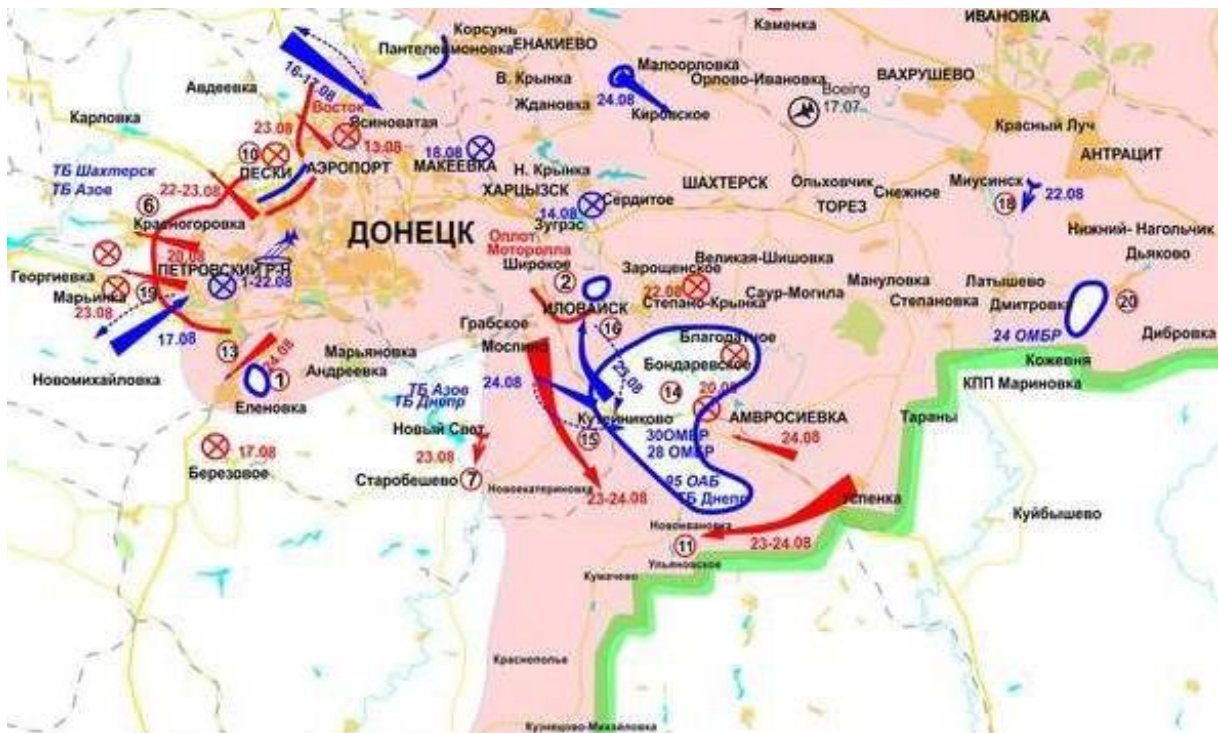 Корсунь
Каменка
ИВАНОВКА
Пантелеймоновка
ЕНАКИЕВО
16-17.08
Малоорловка
В. Крынка
Орлово-Ивановка
ВАХРУШЕВО
Авдеевка
Boeing
17.07
24.08
Ждановка
Кировское
Восток
Карловка
Ясиноватая
Красный Луч
23.08
13.08
10
ПЕСКИ
АЭРОПОРТ
18.08
МАКЕЕВКА
Н. Крынка
АНТРАЦИТ
ТБ Шахтерск
ТБ Азов
22-23.08
ХАРЦЫЗСК
ШАХТЕРСК
Ольховчик
Снежное
Миусинск
22.08
6
14.08
Сердитое
ТОРЕЗ
18
Красногоровка
Зугрэс
ДОНЕЦК
Оплот
Моторолла
Нижний- Нагольчик
20.08
Широкое
Зарощенское
Великая-Шишовка
Дьяково
Георгиевка
ПЕТРОВСКИЙ Р-Н
1-22.08
2
22.08
Саур-Могила
Мануловка
Латышево
Марьинка
19
23.08
ИЛОВАЙСК
Степано-Крынка
Степановка
Дмитровка
20
17.08
Грабское
16
Благодатное
24 ОМБР
Дибровка
13
Марьяновка
Моспино
Бондаревское
Кожевня
Новомихайловка
24.08
Андреевка
25.08
КПП Мариновка
1
ТБ Азов
ТБ Днепр
24.08
14
20.08
Еленовка
Кутейниково
АМВРОСИЕВКА
Тараны
Новый Свет
15
30ОМБР
28 ОМБР
24.08
17.08
23.08
Березовое
Старобешево
7
Новоекатериновка
95 ОАБ
ТБ Днепр
Успенка
23-24.08
Куйбышево
Новоивановка
11
23-24.08
Ульяновское
Кумачево
Краснополье
Кузнецово-Михайловка